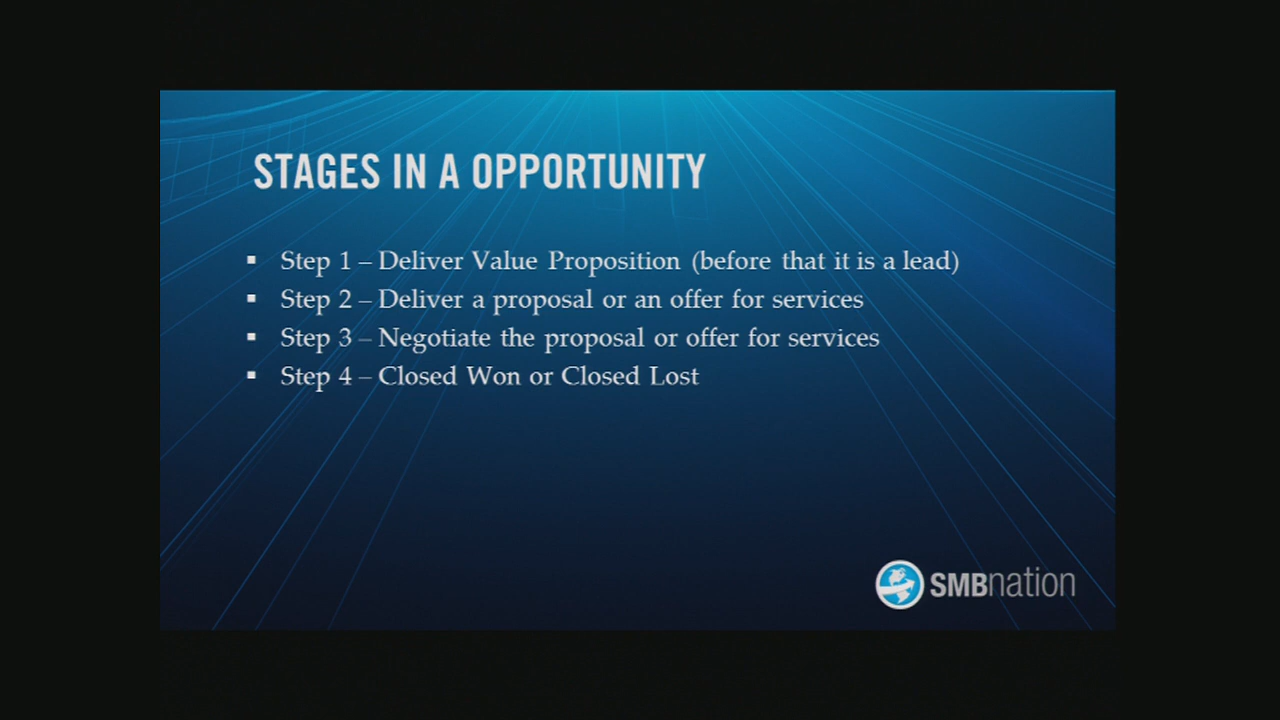 STAGES IN A OPPORTUNITY
▪ Step 1 – Deliver Value Proposition (before that it is a lead)
▪ Step 2 – Deliver a proposal or an offer for services
▪ Step 3 – Negotiate the proposal or offer for services
▪ Step 4 – Closed Won or Closed Lost
SMBnation